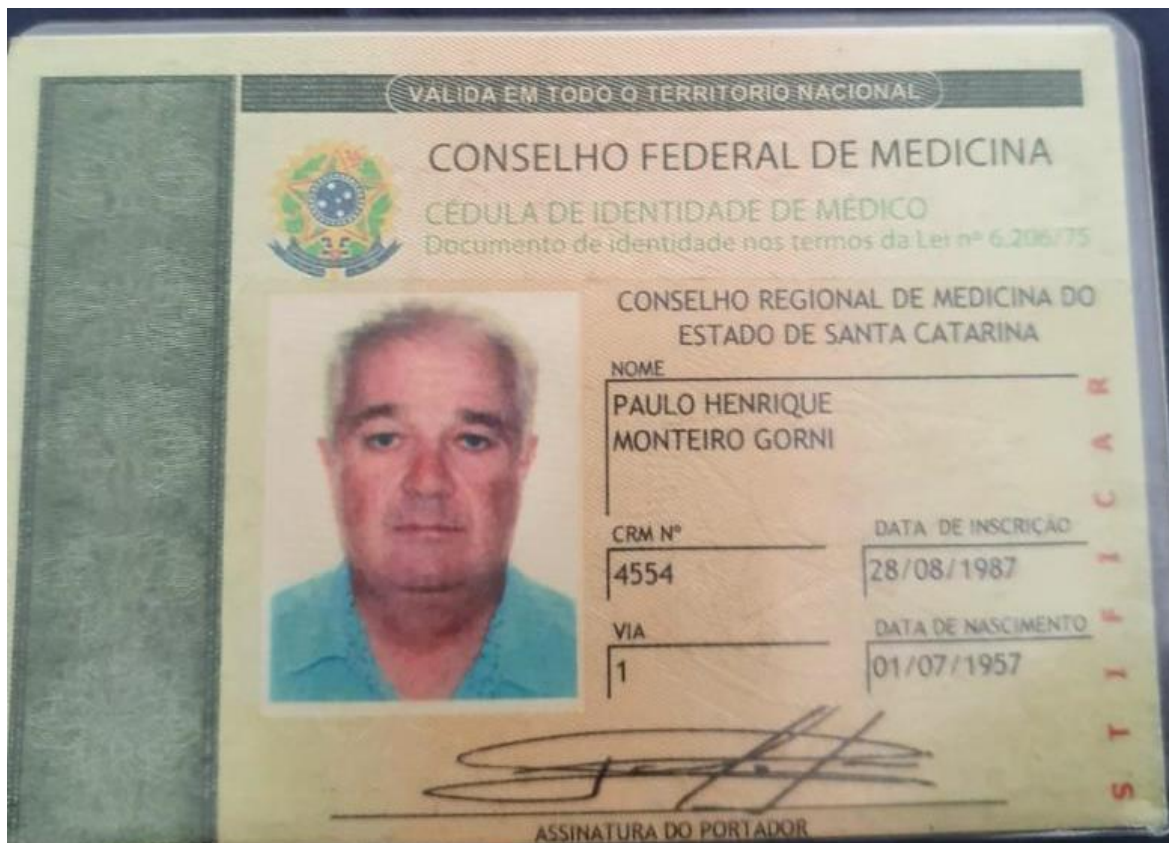 VÁLIDA EM TODO O TERRITÓRIO NACIONAL
CONSELHO FEDERAL DE MEDICINA
CÉDULA DE IDENTIDADE DE MÉDICO
Documento de identidade nos termos da Lei nº 6.206/75
CONSELHO REGIONAL DE MEDICINA DO
ESTADO DE SANTA CATARINA
NOME
PAULO HENRIQUE
MONTEIRO GORNI
CRM Nº
4554
DATA DE INSCRIÇÃO
28/08/1987
VIA
1
DATA DE NASCIMENTO
01/07/1957
ASSINATURA DO PORTADOR
STIFICAR